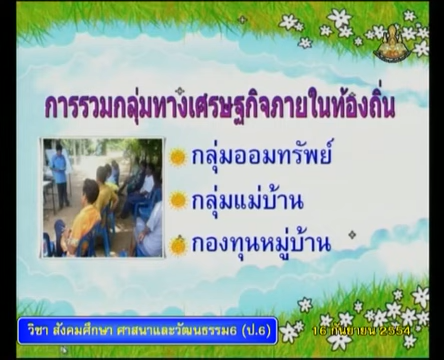 การรวมกลุ่มทางเศรษฐกิจภายในท้องถิ่น
กลุ่มออมทรัพย์
กลุ่มแม่บ้าน
กองทุนหมู่บ้าน
วิชา สังคมศึกษา ศาสนาและวัฒนธรรม6 (ป.6)
16 กันยายน 2554